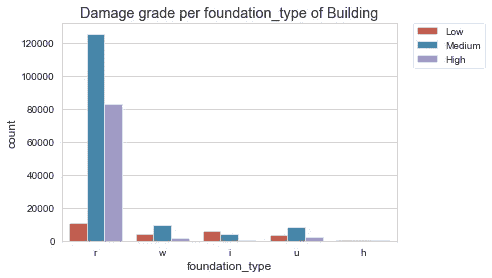 Damage grade per foundation_type of Building
Low
Medium
High
120000
100000
80000
60000
40000
20000
0
count
r w i u h
foundation_type